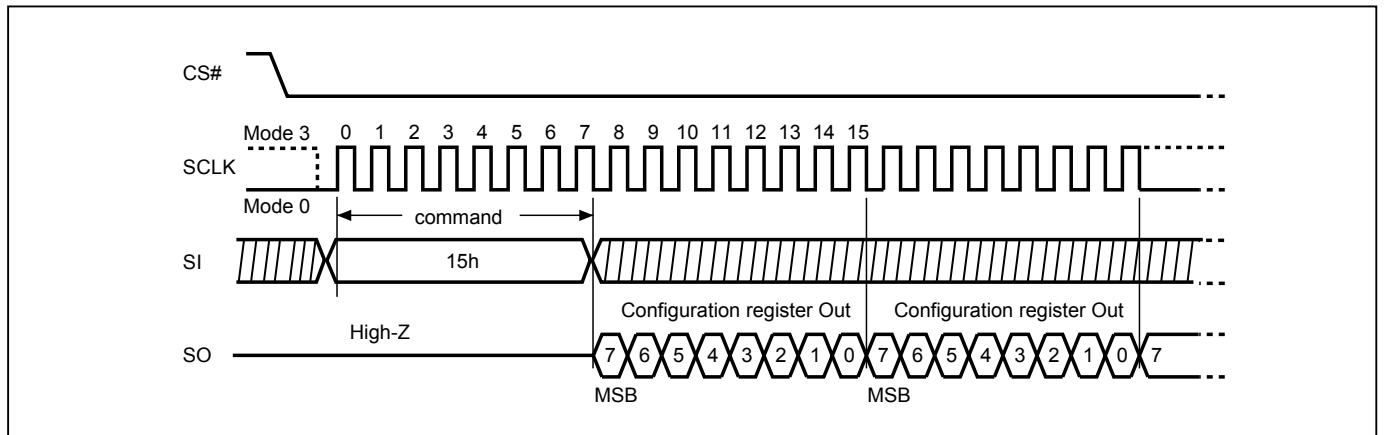 CS#
Mode 3 0 1 2 3 4 5 6 7 8 9 10 11 12 13 14 15
SCLK
Mode 0
command
SI 15h
Configuration register Out Configuration register Out
High-Z
SO 7 6 5 4 3 2 1 0 7 6 5 4 3 2 1 0 7
MSB MSB